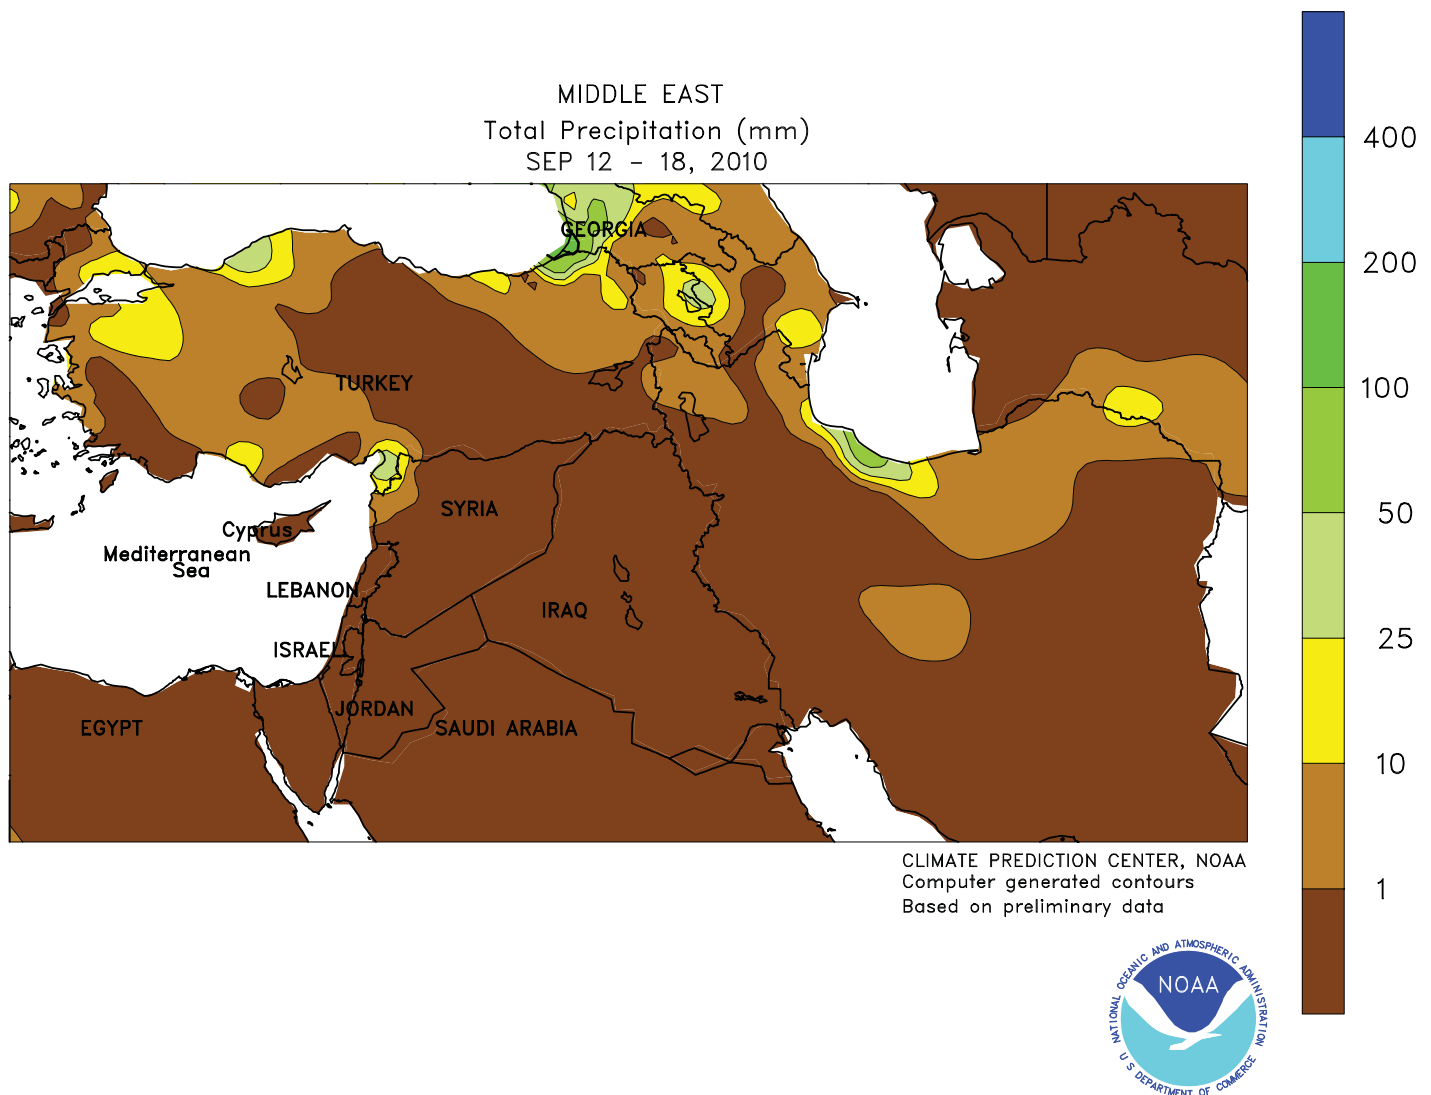 MIDDLE EAST
Total Precipitation (mm)
SEP 12 - 18, 2010
400
200
100
50
25
10
1
GEORGIA
TURKEY
SYRIA
Cyprus
Mediterranean
Sea
LEBANON
IRAQ
ISRAEL
JORDAN
EGYPT
SAUDI ARABIA
CLIMATE PREDICTION CENTER, NOAA
Computer generated contours
Based on preliminary data
NATIONAL OCEANIC AND ATMOSPHERIC ADMINISTRATION
NOAA
U S DEPARTMENT OF COMMERCE